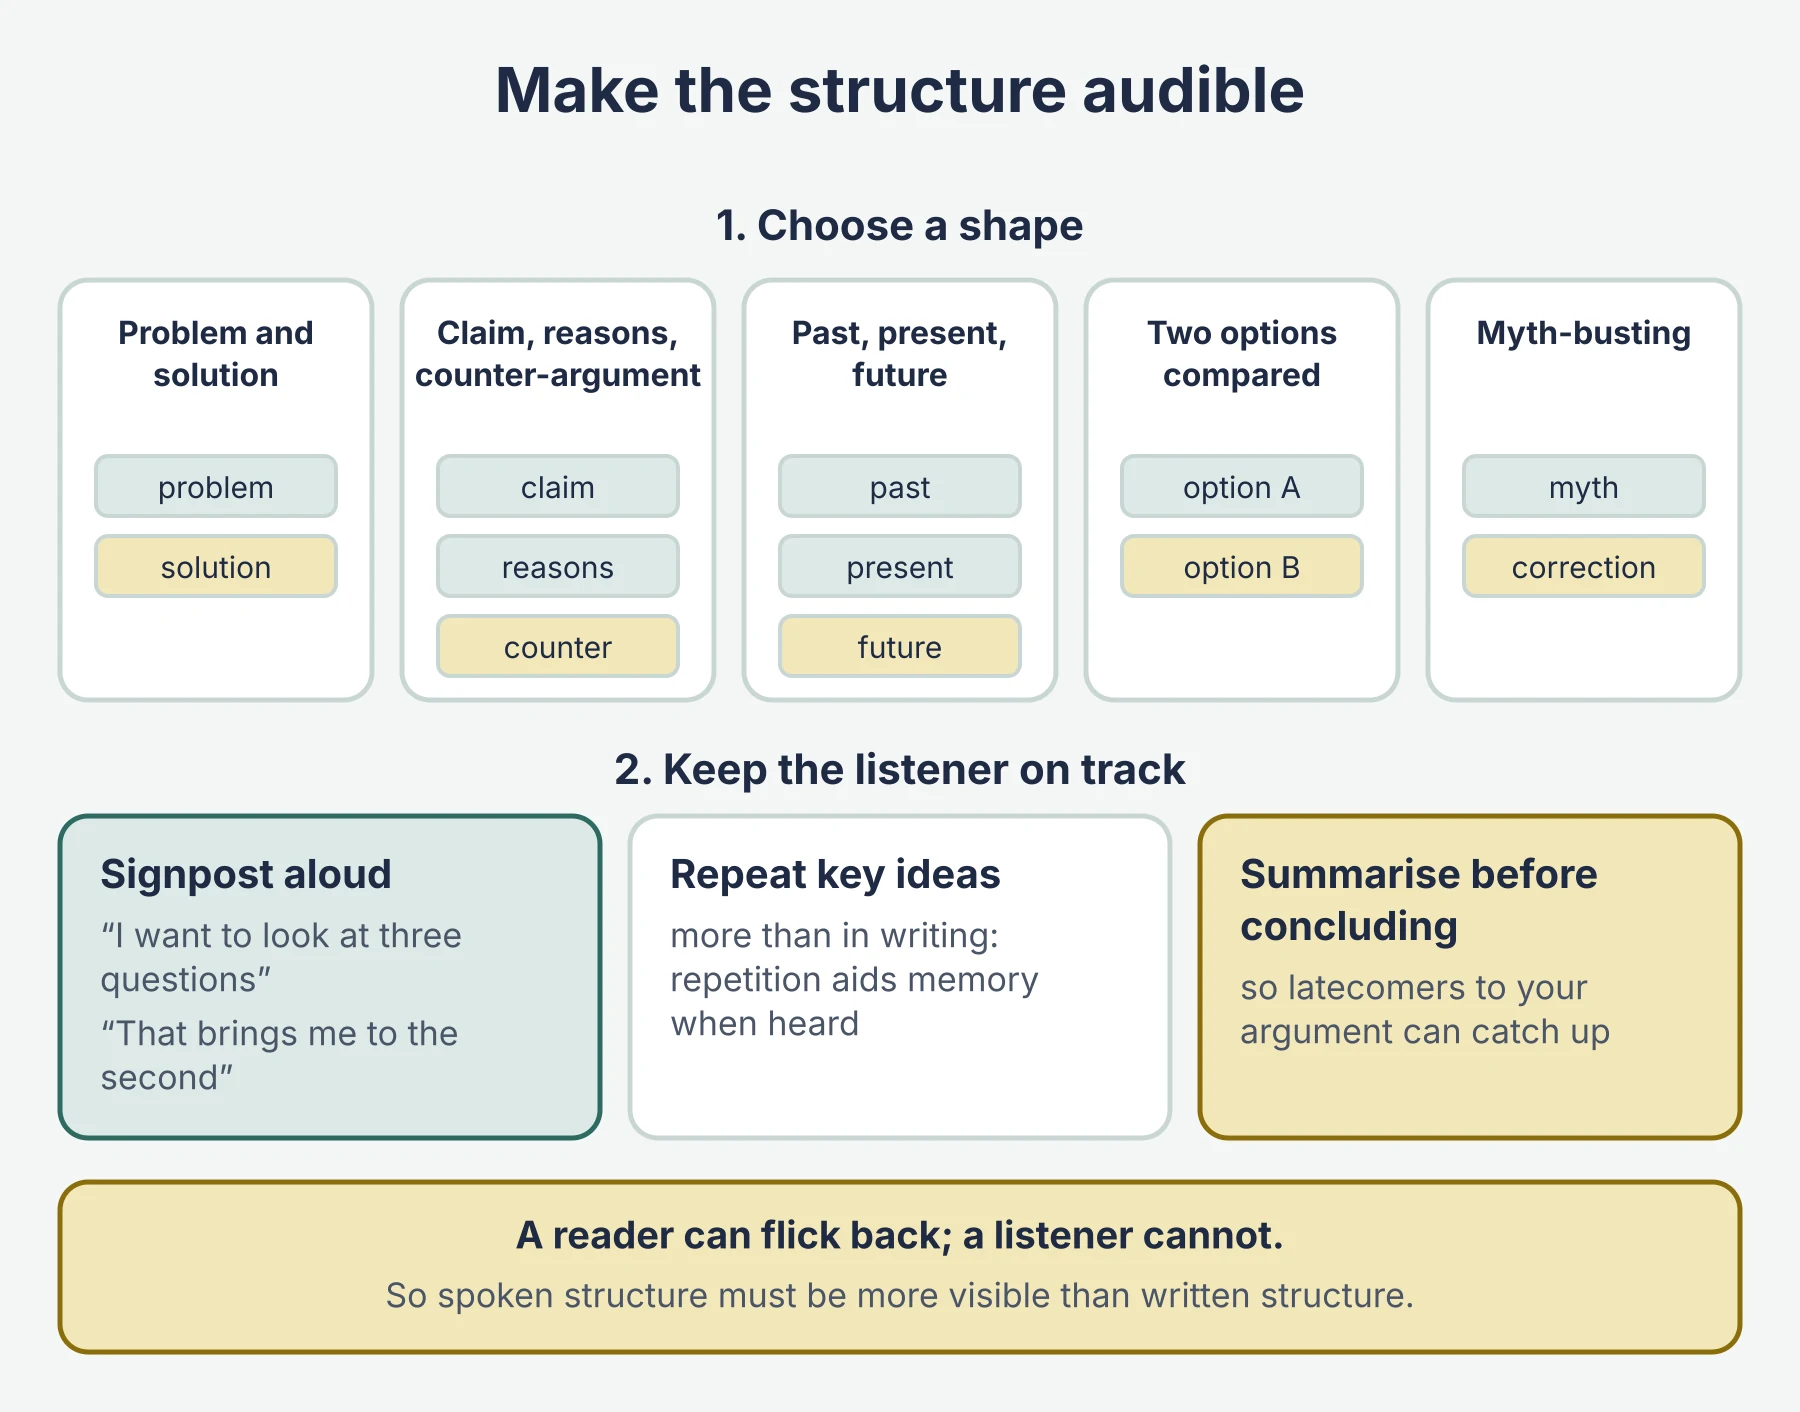 Make the structure audible
1. Choose a shape
Problem and
solution
problem
solution
Claim, reasons,
counter-argument
claim
reasons
counter
Past, present,
future
past
present
future
Two options
compared
option A
option B
Myth-busting
myth
correction
2. Keep the listener on track
Signpost aloud
“I want to look at three
questions”
“That brings me to the
second”
Repeat key ideas
more than in writing:
repetition aids memory
when heard
Summarise before
concluding
so latecomers to your
argument can catch up
A reader can flick back; a listener cannot.
So spoken structure must be more visible than written structure.